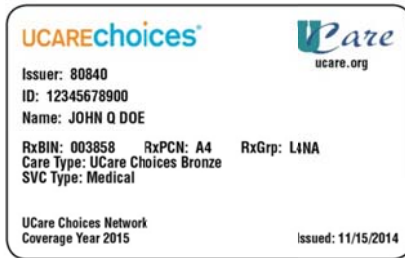 UCAREchoices®
UCare
ucare.org
Issuer: 80840
ID: 12345678900
Name: JOHN Q DOE
RxBIN: 003858 RxPCN: A4 RxGrp: L4NA
Care Type: UCare Choices Bronze
SVC Type: Medical
UCare Choices Network
Coverage Year 2015
Issued: 11/15/2014